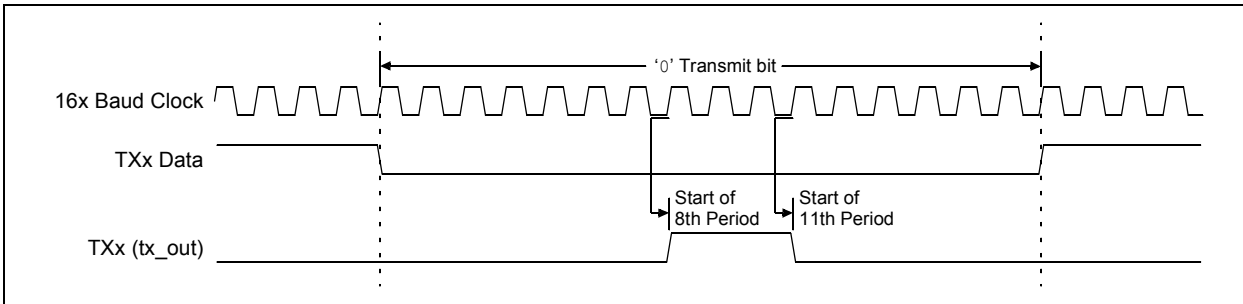 ‘0’ Transmit bit
16x Baud Clock
TXx Data
Start of
8th Period
Start of
11th Period
TXx (tx_out)